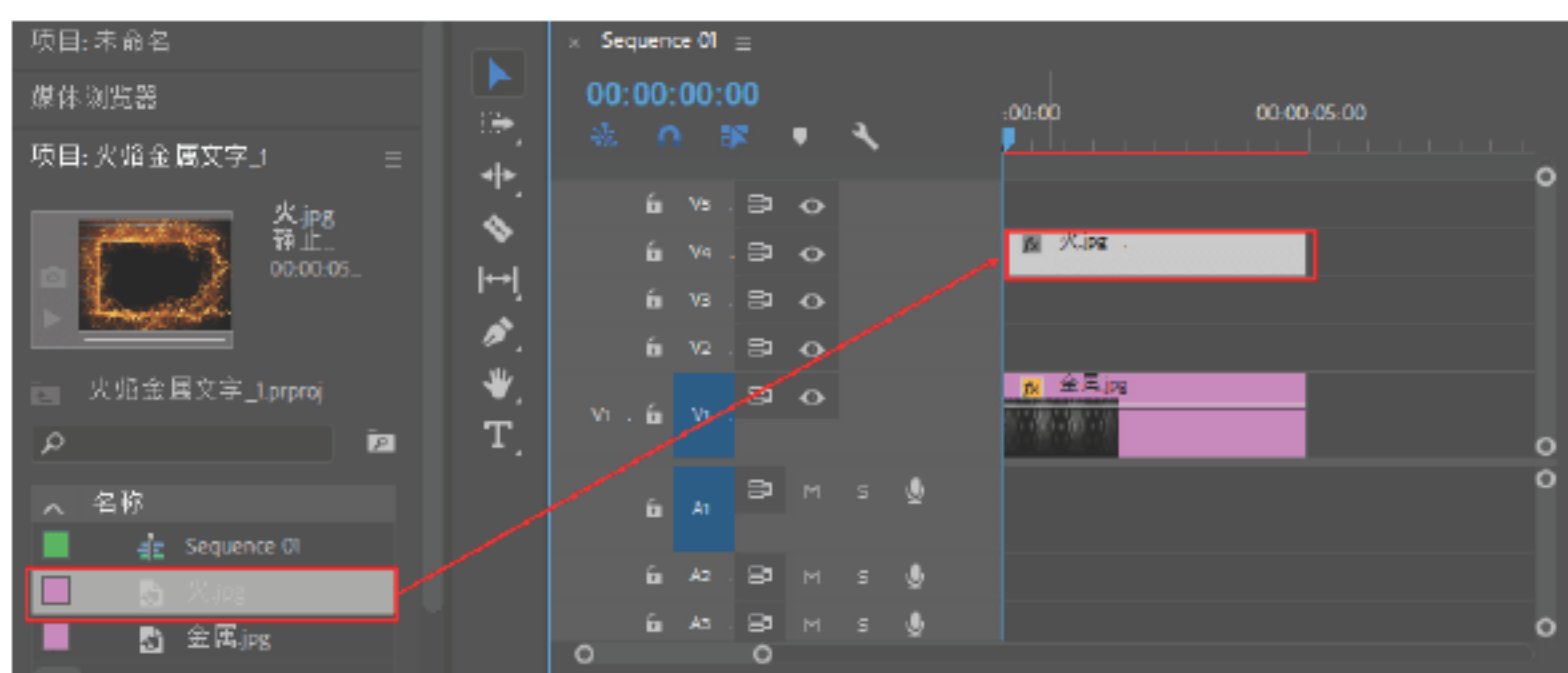 项目: 未命名
媒体浏览器
项目: 火焰金属文字_1
火.jpg
静止...
00:00:05...
火焰金属文字_1.prproj
名称
Sequence 01
火.jpg
金属.jpg
T
× Sequence 01
00:00:00:00
:00:00
00:00:05:00
V5
V4
fx 火.jpg
V3
V2
V1 V1
fx 金属.jpg
A1 M S
A2 M S
A3 M S